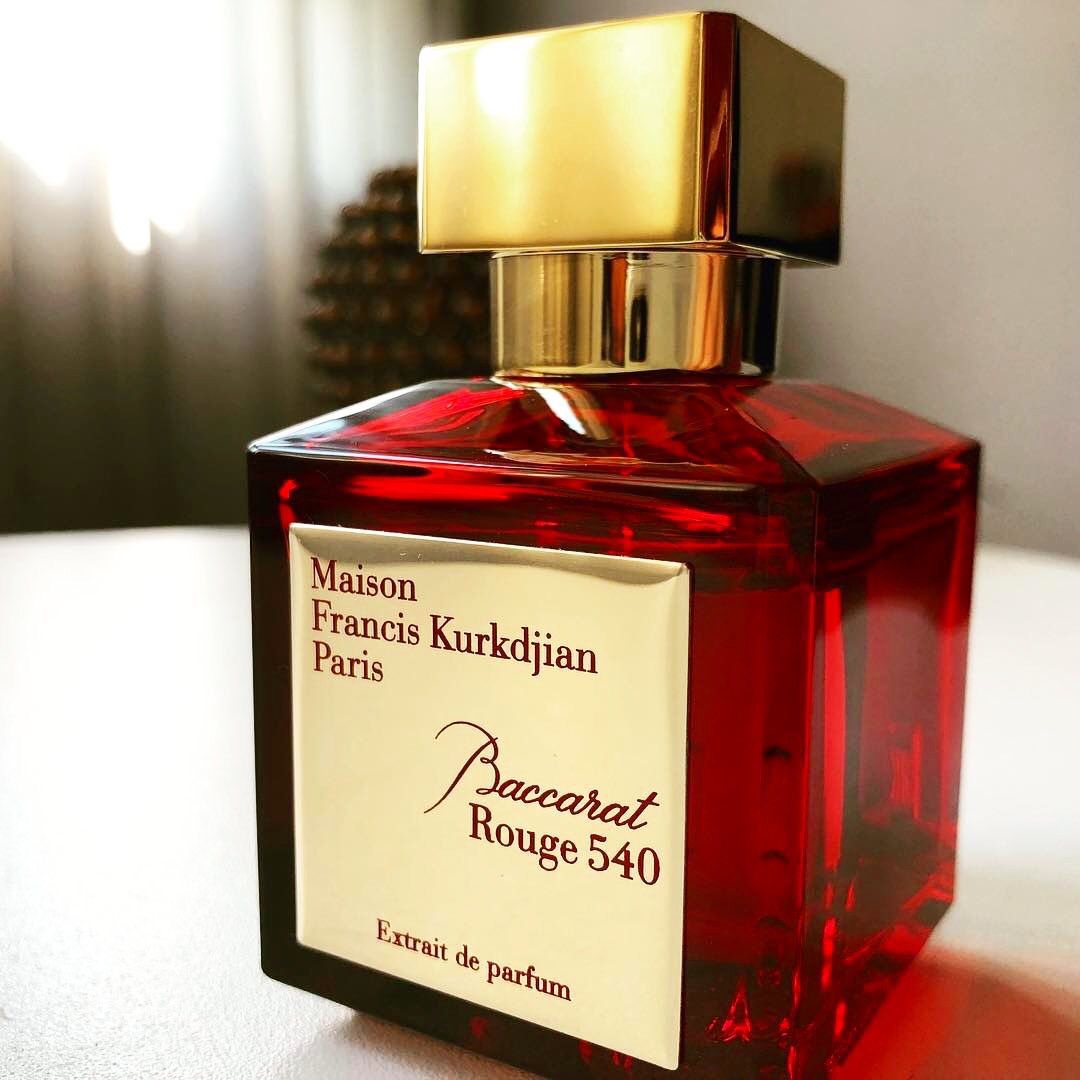 Maison
Francis Kurkdjian
Paris
Baccarat
Rouge 540
Extrait de parfum